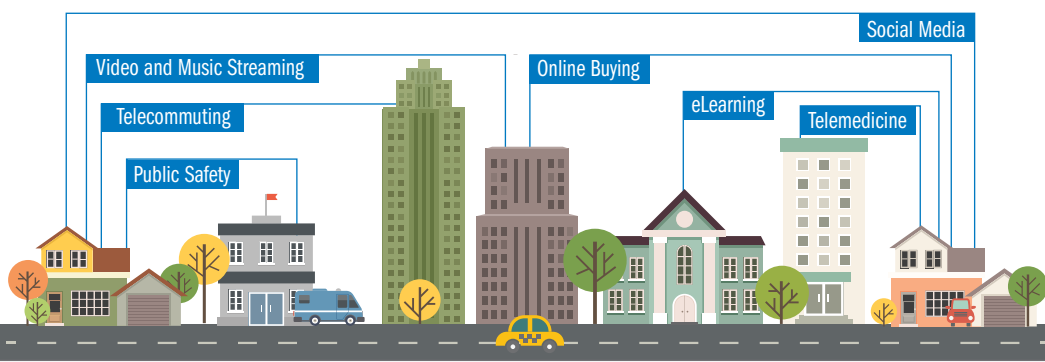 Social Media
Video and Music Streaming
Online Buying
eLearning
Telecommuting
Telemedicine
Public Safety